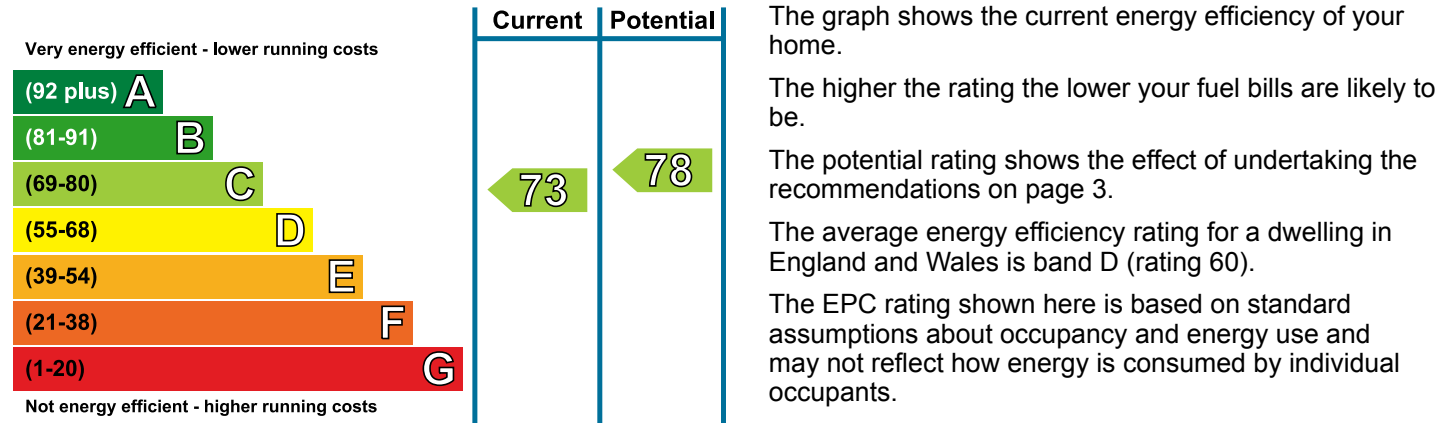 Current Potential
Very energy efficient - lower running costs
(92 plus) A
(81-91) B
(69-80) C
73
78
(55-68) D
(39-54) E
(21-38) F
(1-20) G
Not energy efficient - higher running costs
The graph shows the current energy efficiency of your
home.
The higher the rating the lower your fuel bills are likely to
be.
The potential rating shows the effect of undertaking the
recommendations on page 3.
The average energy efficiency rating for a dwelling in
England and Wales is band D (rating 60).
The EPC rating shown here is based on standard
assumptions about occupancy and energy use and
may not reflect how energy is consumed by individual
occupants.